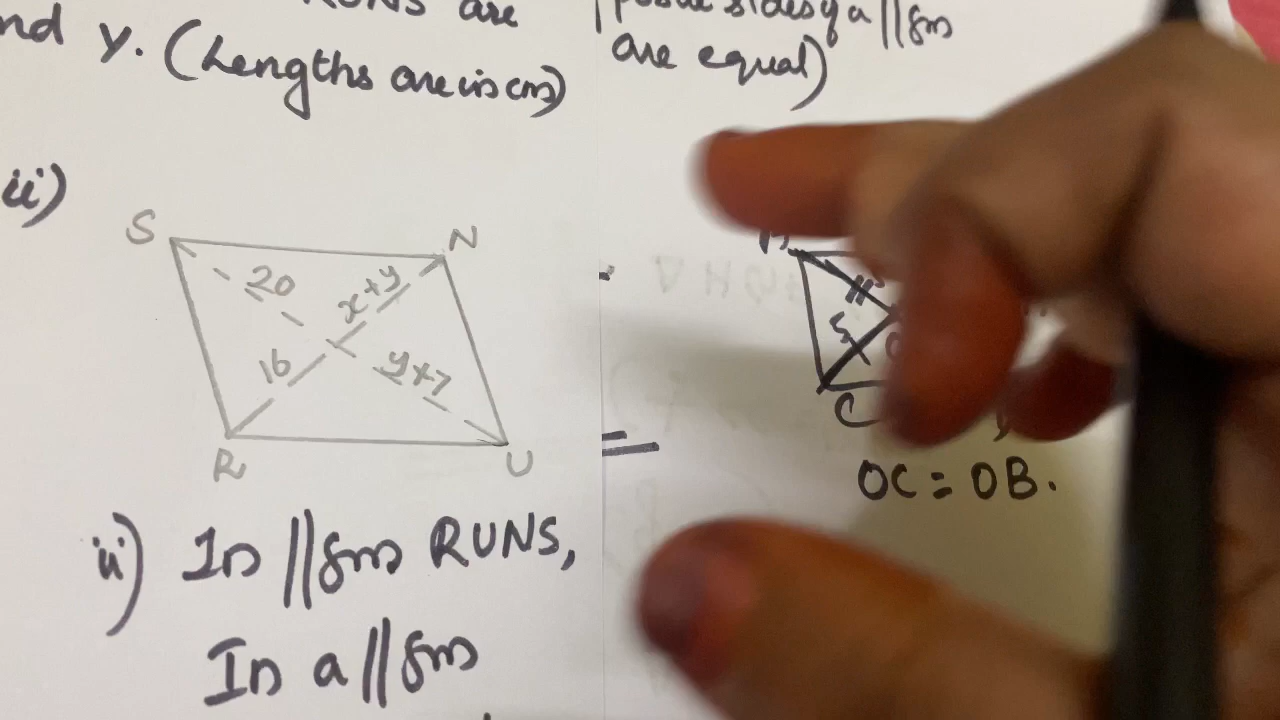 RUNS are
nd y. (Lengths are in cm)
posite sides of a ||gm
are equal)
ii)
S
N
20
x+y
16
y+7
R
U
C
OC = OB.
ii) In ||gm RUNS,
In a ||gm